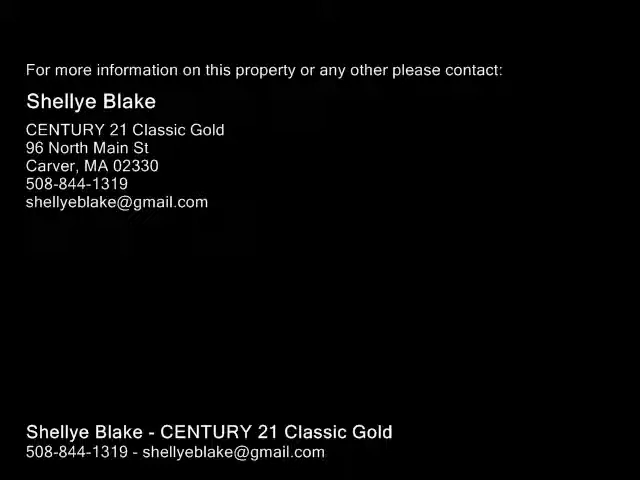 For more information on this property or any other please contact:
Shellye Blake
CENTURY 21 Classic Gold
96 North Main St
Carver, MA 02330
508-844-1319
shellyeblake@gmail.com
Shellye Blake - CENTURY 21 Classic Gold
508-844-1319 - shellyeblake@gmail.com